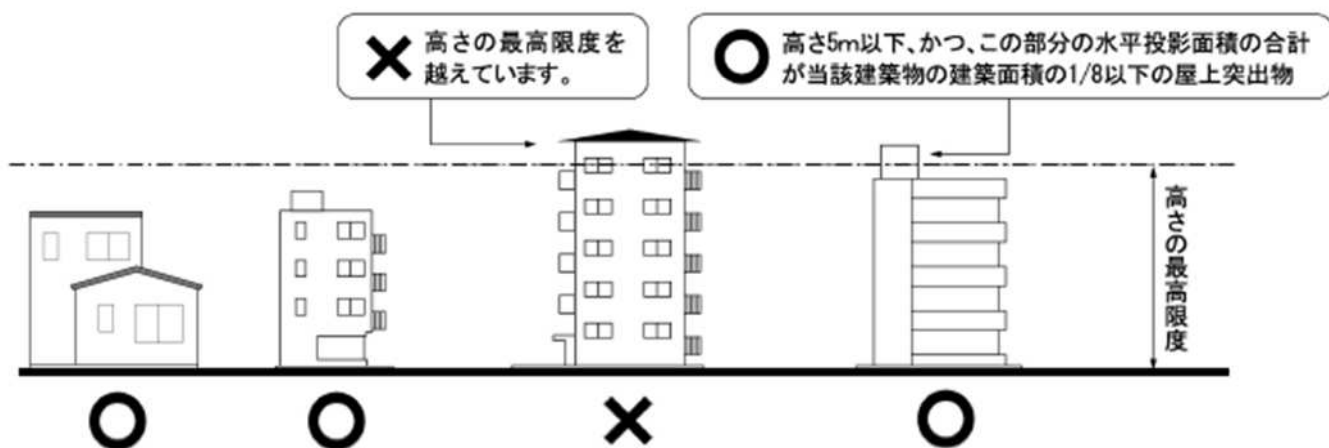 高さの最高限度を
越えています。
高さ5m以下、かつ、この部分の水平投影面積の合計
が当該建築物の建築面積の1/8以下の屋上突出物
高さの最高限度